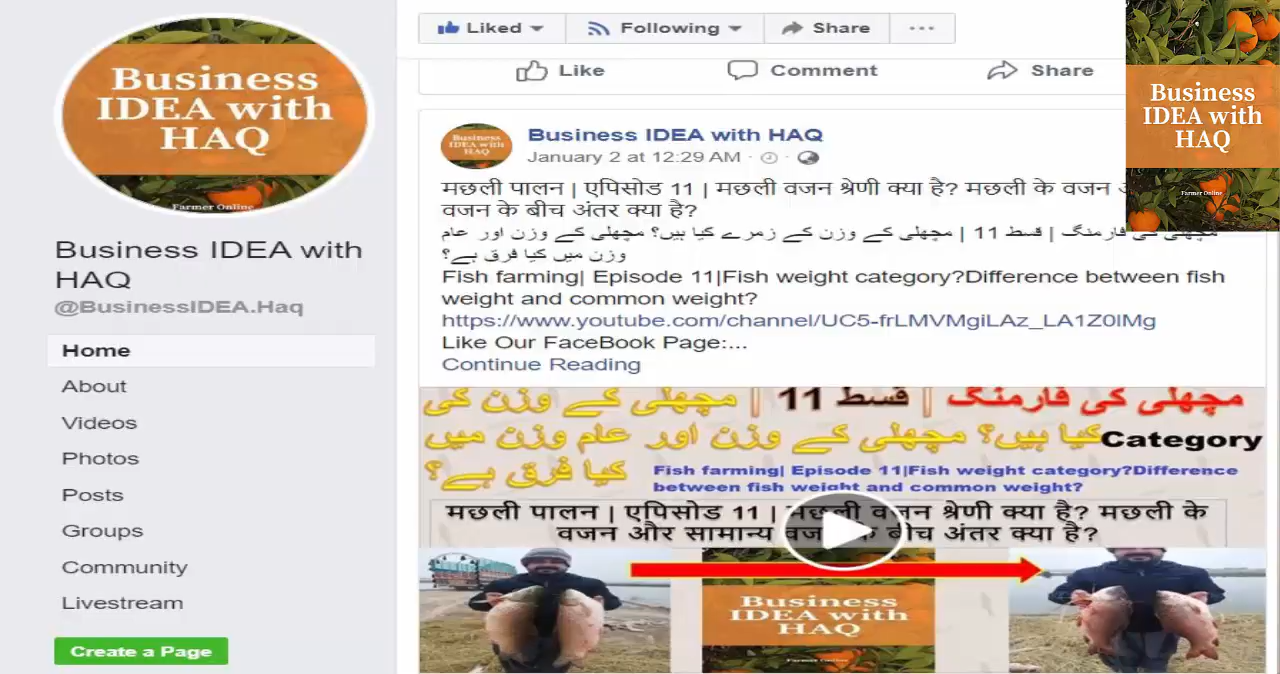 Business
IDEA with
HAQ
Farmer Online
Business IDEA with
HAQ
@BusinessIDEA.Haq
Home
About
Videos
Photos
Posts
Groups
Community
Livestream
Create a Page
Liked
Following
Share
Like
Comment
Share
Business IDEA with HAQ
January 2 at 12:29 AM
मछली पालन | एपिसोड 11 | मछली वजन श्रेणी क्या है? मछली के वजन
वजन के बीच अंतर क्या है?
مچھلی کی فارمنگ | قسط 11 | مچھلی کے وزن کے زمرے کیا ہیں؟ مچھلی کے وزن اور عام
وزن میں کیا فرق ہے؟
Fish farming| Episode 11|Fish weight category?Difference between fish
weight and common weight?
https://www.youtube.com/channel/UC5-frLMVMgiLAz_LA1Z0lMg
Like Our FaceBook Page:...
Continue Reading
مچھلی کی فارمنگ | قسط 11 | مچھلی کے وزن کی
Category کیا ہیں؟ مچھلی کے وزن اور عام وزن میں
کیا فرق ہے؟
Fish farming| Episode 11|Fish weight category?Difference
between fish weight and common weight?
मछली पालन | एपिसोड 11 | मछली वजन श्रेणी क्या है? मछली के
वजन और सामान्य वजन के बीच अंतर क्या है?
Business
IDEA with
HAQ
Business
IDEA with
HAQ
Farmer Online